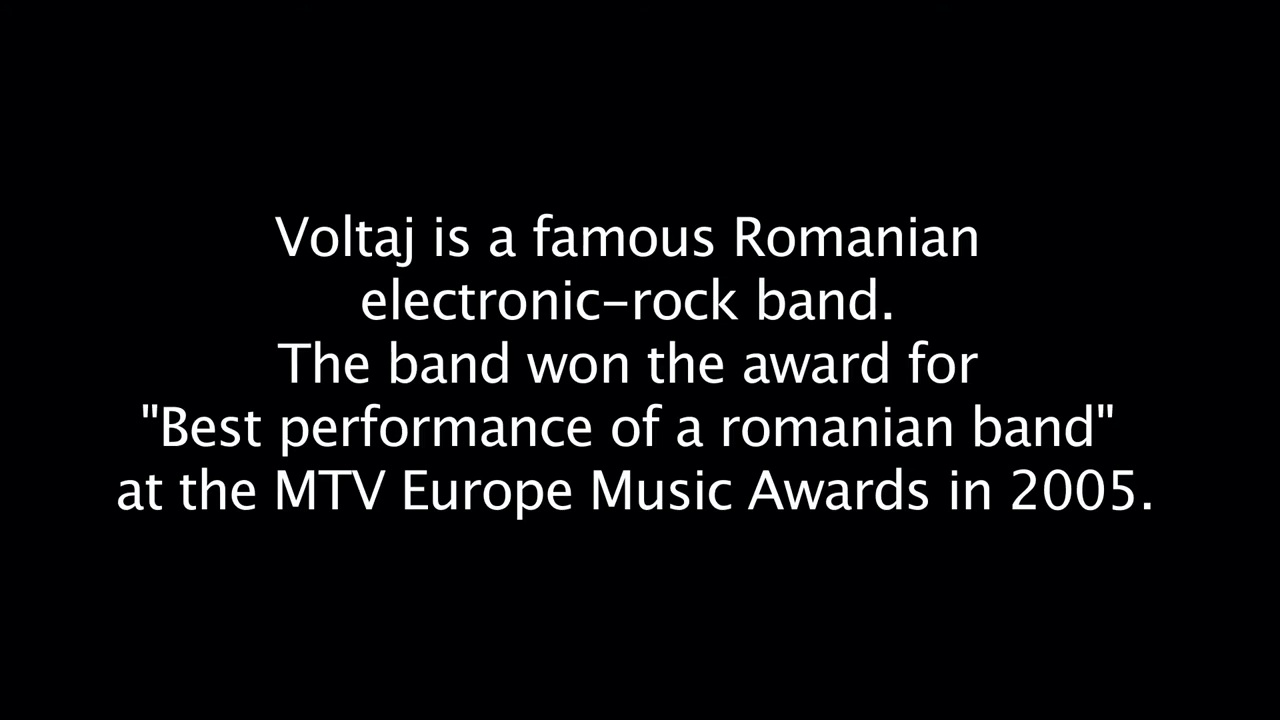 Voltaj is a famous Romanian
electronic-rock band.
The band won the award for
"Best performance of a romanian band"
at the MTV Europe Music Awards in 2005.